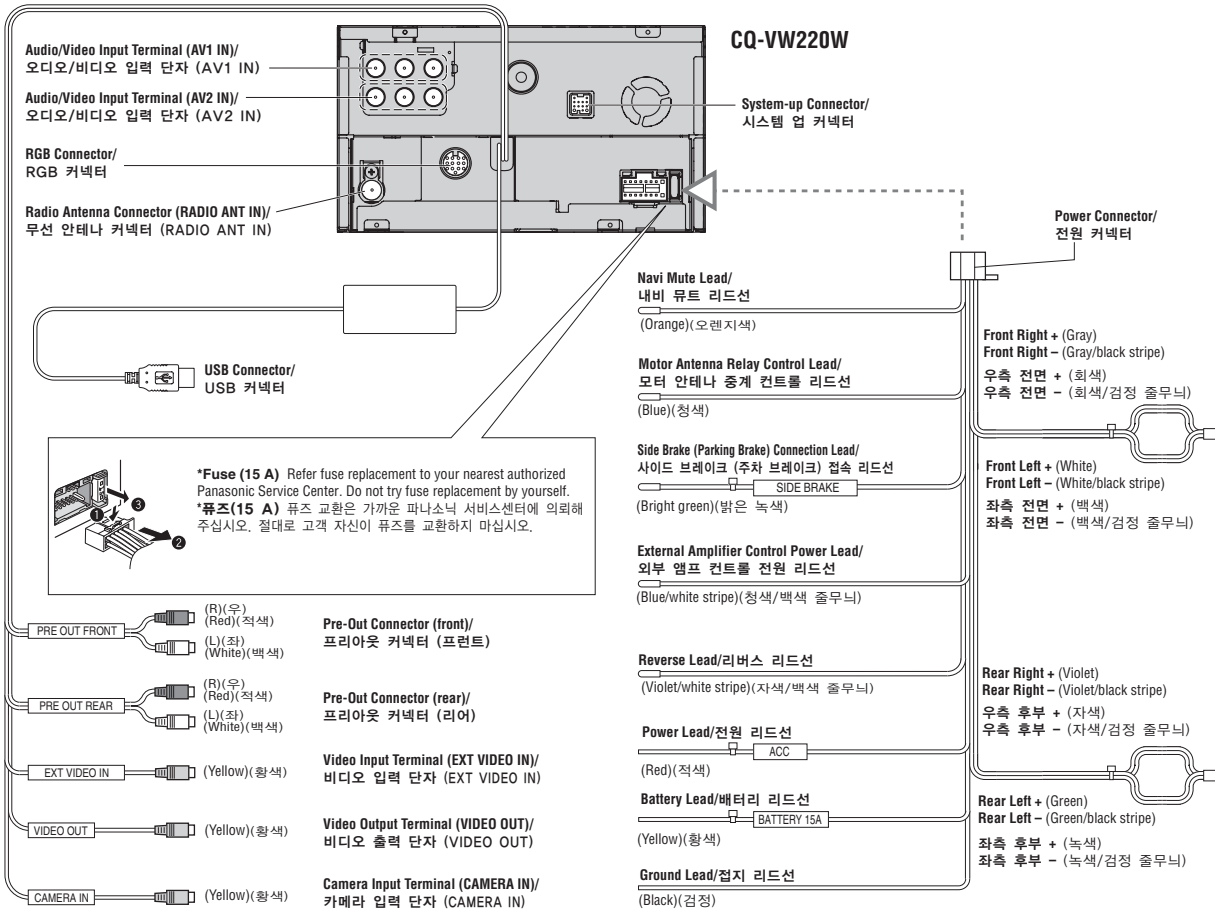 CQ-VW220W
Audio/Video Input Terminal (AV1 IN)/
오디오/비디오 입력 단자 (AV1 IN)
Audio/Video Input Terminal (AV2 IN)/
오디오/비디오 입력 단자 (AV2 IN)
RGB Connector/
RGB 커넥터
Radio Antenna Connector (RADIO ANT IN)/
무선 안테나 커넥터 (RADIO ANT IN)
System-up Connector/
시스템 업 커넥터
Power Connector/
전원 커넥터
USB Connector/
USB 커넥터
*Fuse (15 A) Refer fuse replacement to your nearest authorized
Panasonic Service Center. Do not try fuse replacement by yourself.
*퓨즈(15 A) 퓨즈 교환은 가까운 파나소닉 서비스센터에 의뢰해
주십시오. 절대로 고객 자신이 퓨즈를 교환하지 마십시오.
1
2
3
PRE OUT FRONT
(R)(우)
(Red)(적색)
(L)(좌)
(White)(백색)
Pre-Out Connector (front)/
프리아웃 커넥터 (프런트)
PRE OUT REAR
(R)(우)
(Red)(적색)
(L)(좌)
(White)(백색)
Pre-Out Connector (rear)/
프리아웃 커넥터 (리어)
EXT VIDEO IN
(Yellow)(황색)
Video Input Terminal (EXT VIDEO IN)/
비디오 입력 단자 (EXT VIDEO IN)
VIDEO OUT
(Yellow)(황색)
Video Output Terminal (VIDEO OUT)/
비디오 출력 단자 (VIDEO OUT)
CAMERA IN
(Yellow)(황색)
Camera Input Terminal (CAMERA IN)/
카메라 입력 단자 (CAMERA IN)
Navi Mute Lead/
내비 뮤트 리드선
(Orange)(오렌지색)
Motor Antenna Relay Control Lead/
모터 안테나 중계 컨트롤 리드선
(Blue)(청색)
Side Brake (Parking Brake) Connection Lead/
사이드 브레이크 (주차 브레이크) 접속 리드선
SIDE BRAKE
(Bright green)(밝은 녹색)
External Amplifier Control Power Lead/
외부 앰프 컨트롤 전원 리드선
(Blue/white stripe)(청색/백색 줄무늬)
Reverse Lead/리버스 리드선
(Violet/white stripe)(자색/백색 줄무늬)
Power Lead/전원 리드선
ACC
(Red)(적색)
Battery Lead/배터리 리드선
BATTERY 15A
(Yellow)(황색)
Ground Lead/접지 리드선
(Black)(검정)
Front Right + (Gray)
Front Right – (Gray/black stripe)
우측 전면 + (회색)
우측 전면 – (회색/검정 줄무늬)
Front Left + (White)
Front Left – (White/black stripe)
좌측 전면 + (백색)
좌측 전면 – (백색/검정 줄무늬)
Rear Right + (Violet)
Rear Right – (Violet/black stripe)
우측 후부 + (자색)
우측 후부 – (자색/검정 줄무늬)
Rear Left + (Green)
Rear Left – (Green/black stripe)
좌측 후부 + (녹색)
좌측 후부 – (녹색/검정 줄무늬)